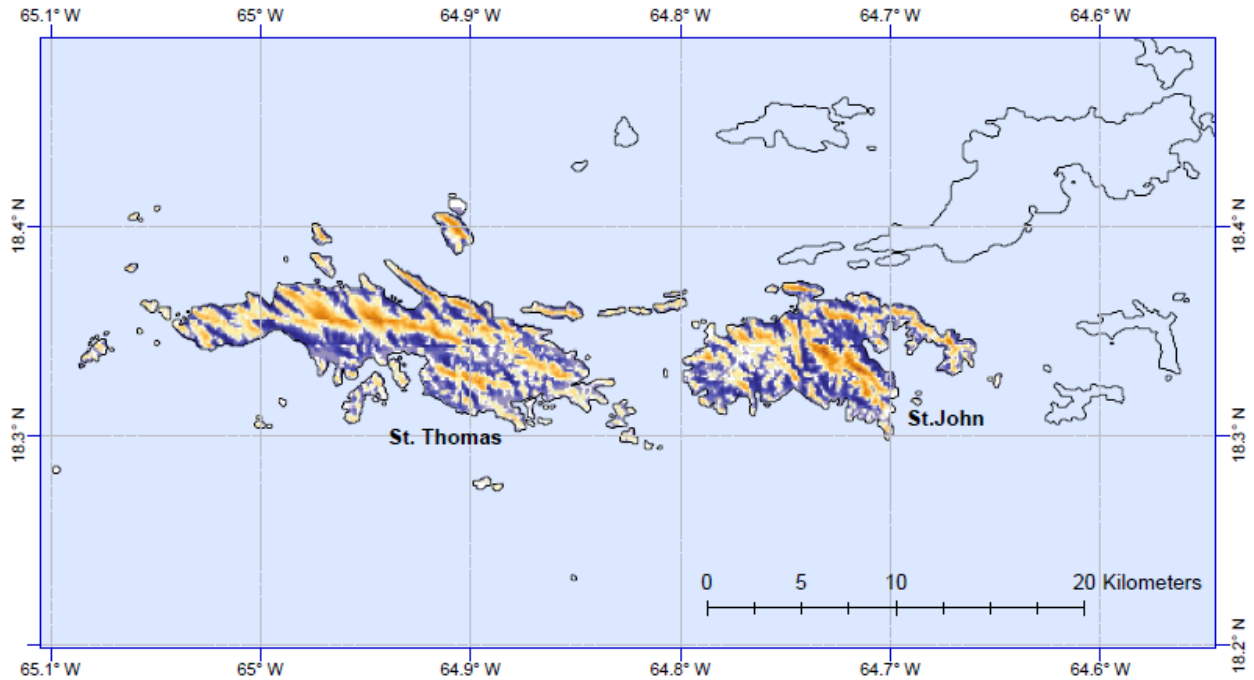 65.1° W 65° W 64.9° W 64.8° W 64.7° W 64.6° W
18.4° N 18.4° N
18.3° N 18.3° N
St. Thomas
St.John
0 5 10 20 Kilometers
18.2° N
65.1° W 65° W 64.9° W 64.8° W 64.7° W 64.6° W